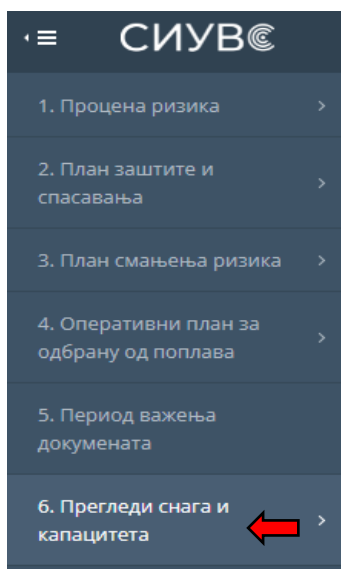 СИУВС
1. Процена ризика
2. План заштите и
спасавања
3. План смањења ризика
4. Оперативни план за
одбрану од поплава
5. Период важења
документа
6. Прегледи снага и
капацитета